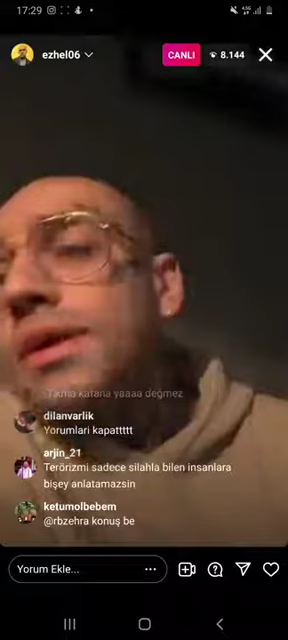 17:29
ezhel06
CANLI
8.144
Takma kafana yaaaa değmez
dilanvarlik
Yorumlari kapatttttt
arjin_21
Terörizmi sadece silahla bilen insanlara
bişey anlatamazsin
ketumolbebem
@rbzehra konuş be
Yorum Ekle...